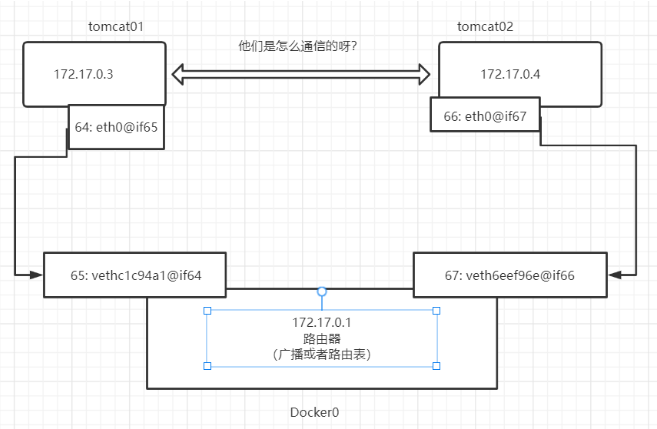 tomcat01
tomcat02
他们是怎么通信的呀?
172.17.0.3
172.17.0.4
64: eth0@if65
66: eth0@if67
65: vethc1c94a1@if64
67: veth6eef96e@if66
172.17.0.1
路由器
（广播或者路由表）
Docker0